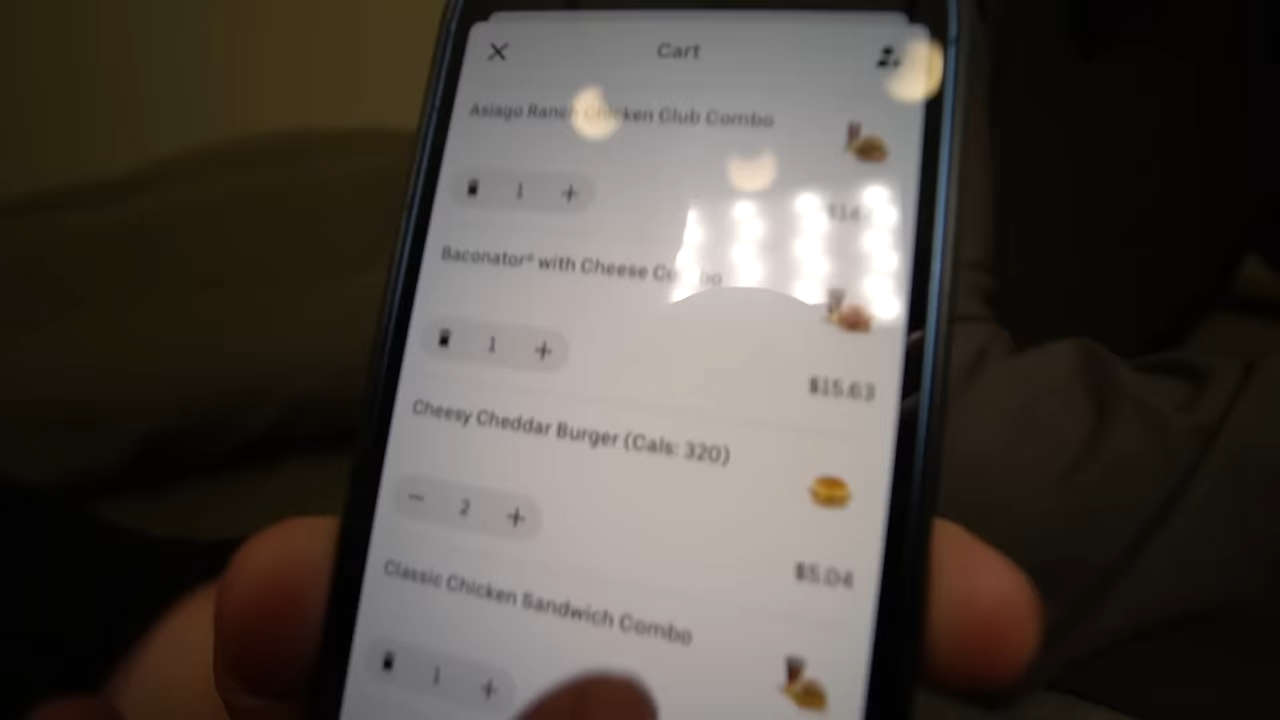 Cart
Asiago Ranch Chicken Club Combo
1 +
Baconator® with Cheese Combo
1 +
$15.63
Cheesy Cheddar Burger (Cals: 320)
− 2 +
$5.04
Classic Chicken Sandwich Combo
1 +